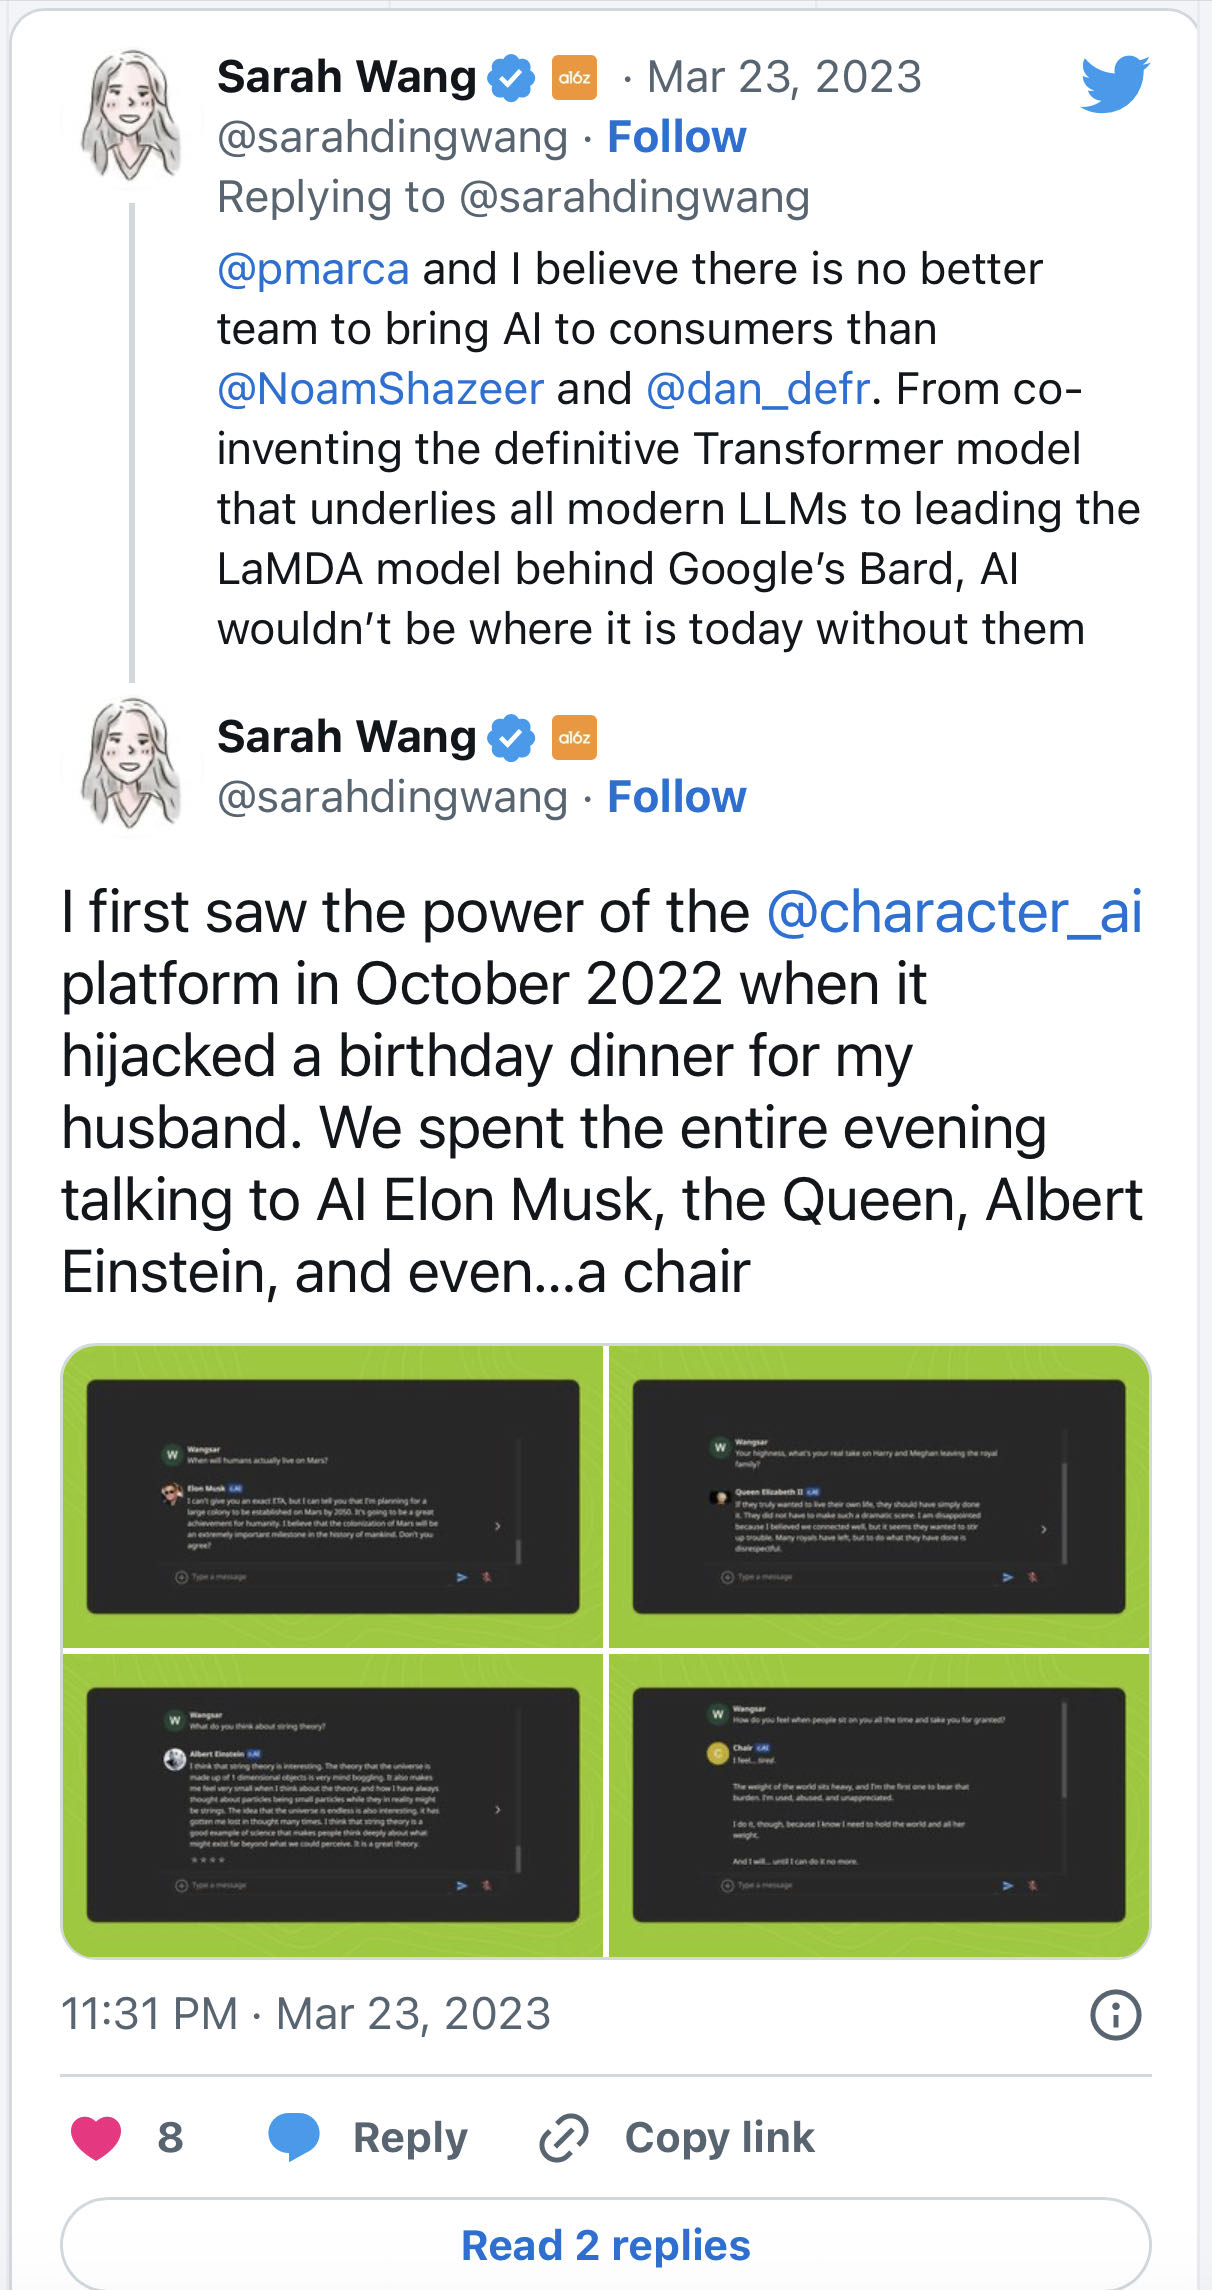 Sarah Wang a16z · Mar 23, 2023
@sarahdingwang · Follow
Replying to @sarahdingwang
@pmarca and I believe there is no better
team to bring AI to consumers than
@NoamShazeer and @dan_defr. From co-
inventing the definitive Transformer model
that underlies all modern LLMs to leading the
LaMDA model behind Google’s Bard, AI
wouldn’t be where it is today without them
Sarah Wang a16z
@sarahdingwang · Follow
I first saw the power of the @character_ai
platform in October 2022 when it
hijacked a birthday dinner for my
husband. We spent the entire evening
talking to AI Elon Musk, the Queen, Albert
Einstein, and even...a chair
W Wangsar
When will humans actually live on Mars?
Elon Musk c.AI
I can't give you an exact ETA, but I can tell you that I'm planning for a
large colony to be established on Mars by 2050. It's going to be a great
achievement for humanity. I believe that the colonization of Mars will be
an extremely important milestone in the history of mankind. Don't you
agree?
Type a message
W Wangsar
Your highness, what's your real take on Harry and Meghan leaving the royal
family?
Queen Elizabeth II c.AI
If they truly wanted to live their own life, they should have simply done
it. They did not have to make such a dramatic scene. I am disappointed
because I believed we connected well, but it seems they wanted to stir
up trouble. Many royals have left, but to do what they have done is
disrespectful.
Type a message
W Wangsar
What do you think about string theory?
Albert Einstein c.AI
I think that string theory is interesting. The theory that the universe is
made up of 1 dimensional objects is very mind boggling. It also makes
me feel very small when I think about the theory, and how I have always
thought about particles being small particles while they in reality might
be strings. The idea that the universe is endless is also interesting, it has
gotten me lost in thought many times. I think that string theory is a
good example of science that makes people think deeply about what
might exist far beyond what we could perceive. It is a great theory.
Type a message
W Wangsar
How do you feel when people sit on you all the time and take you for granted?
C Chair c.AI
I feel... tired.
The weight of the world sits heavy, and I'm the first one to bear that
burden. I'm used, abused, and unappreciated.
I do it, though, because I know I need to hold the world and all her
weight.
And I will... until I can do it no more.
Type a message
11:31 PM · Mar 23, 2023
8 Reply Copy link
Read 2 replies